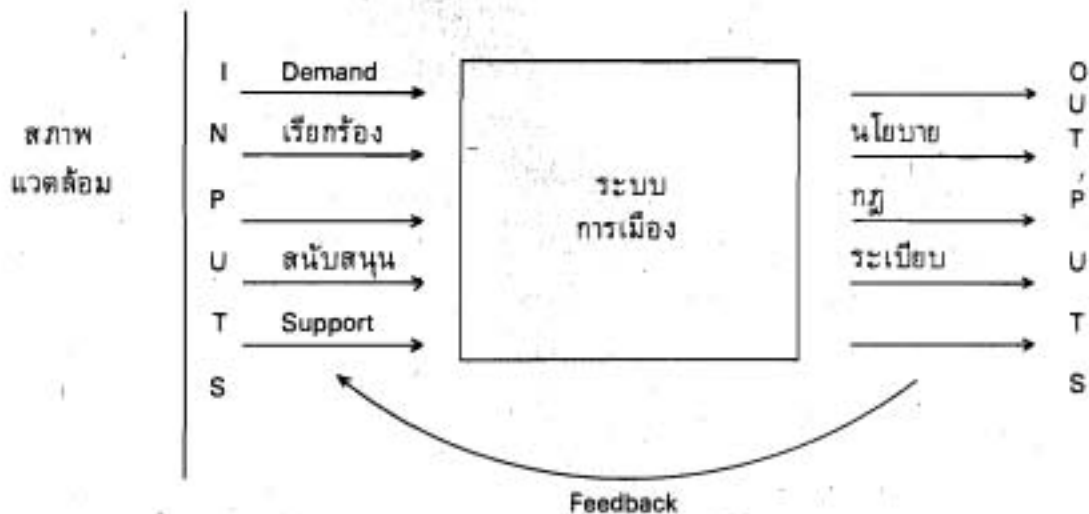 สภาพ
แวดล้อม
I
N
P
U
T
S
Demand
เรียกร้อง
สนับสนุน
Support
ระบบ
การเมือง
นโยบาย
กฎ
ระเบียบ
O
U
T
P
U
T
S
Feedback